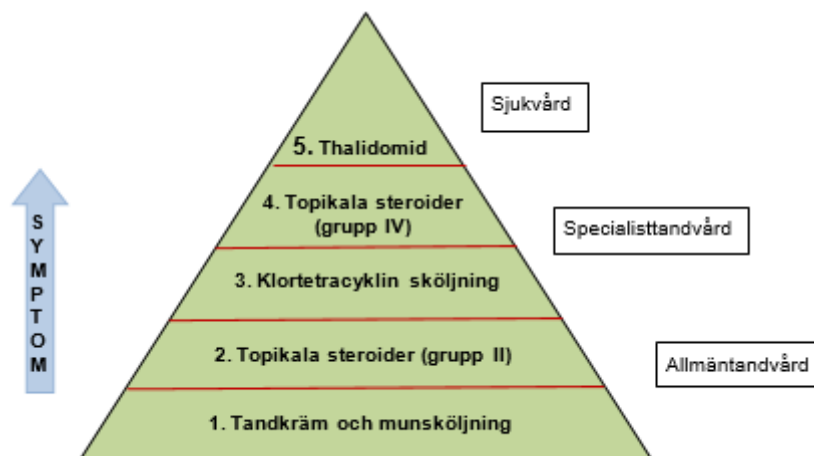 Sjukvård
5. Thalidomid
4. Topikala steroider
(grupp IV)
Specialisttandvård
3. Klortetracyklin sköljning
2. Topikala steroider (grupp II)
Allmäntandvård
1. Tandkräm och munsköljning
SYMPTOM